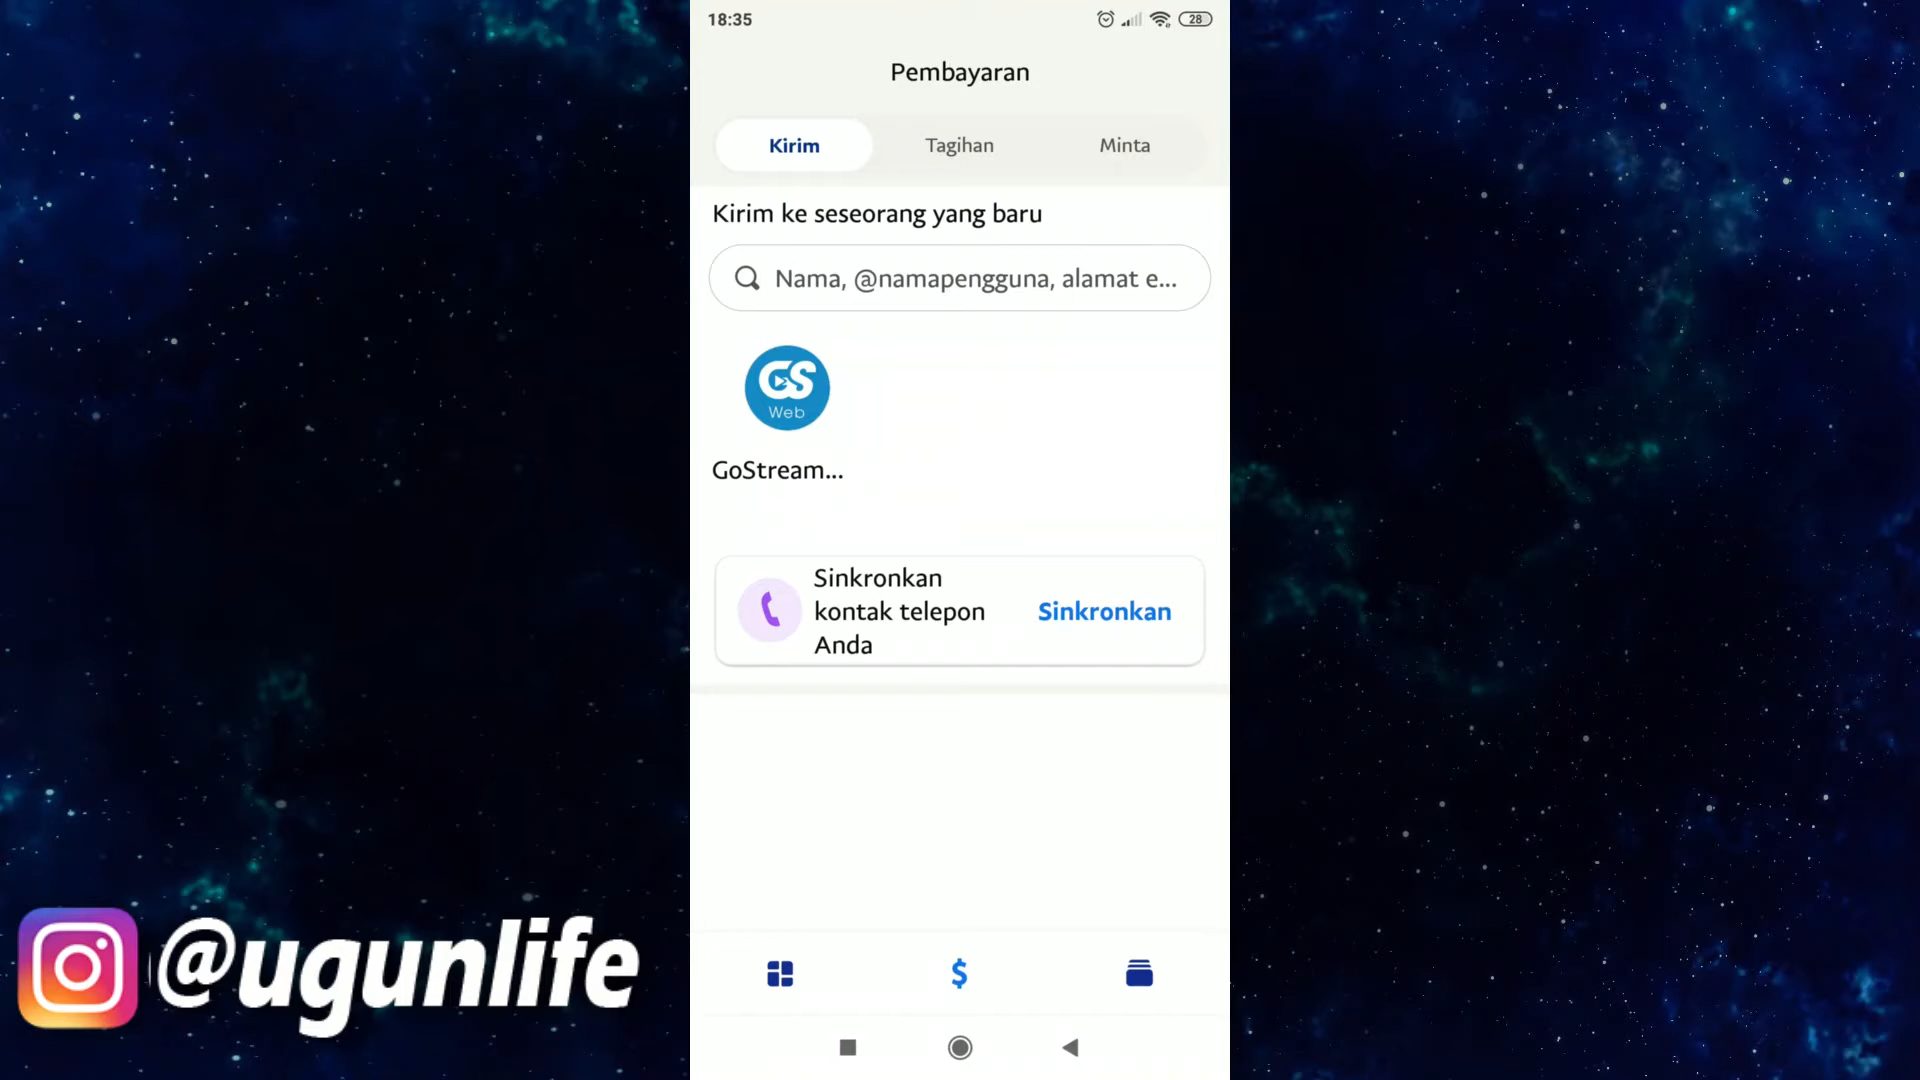 18:35
28
Pembayaran
Kirim
Tagihan
Minta
Kirim ke seseorang yang baru
Nama, @namapengguna, alamat e...
GS
Web
GoStream...
Sinkronkan
kontak telepon
Anda
Sinkronkan
$
@ugunlife